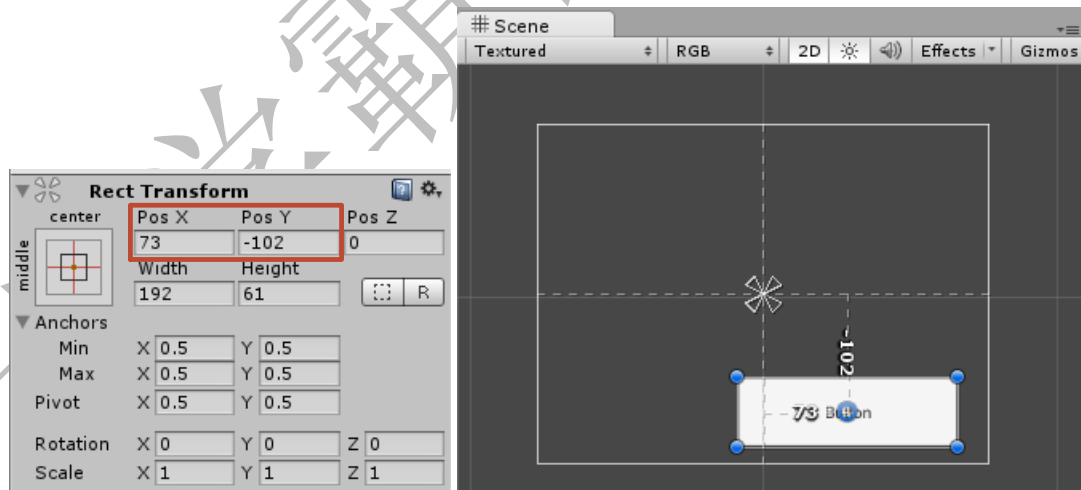 Scene
Textured RGB 2D Effects Gizmos
Rect Transform
center Pos X Pos Y Pos Z
middle 73 -102 0
Width Height
192 61 R
Anchors
Min X 0.5 Y 0.5
Max X 0.5 Y 0.5
Pivot X 0.5 Y 0.5
Rotation X 0 Y 0 Z 0
Scale X 1 Y 1 Z 1
-102
73 Button